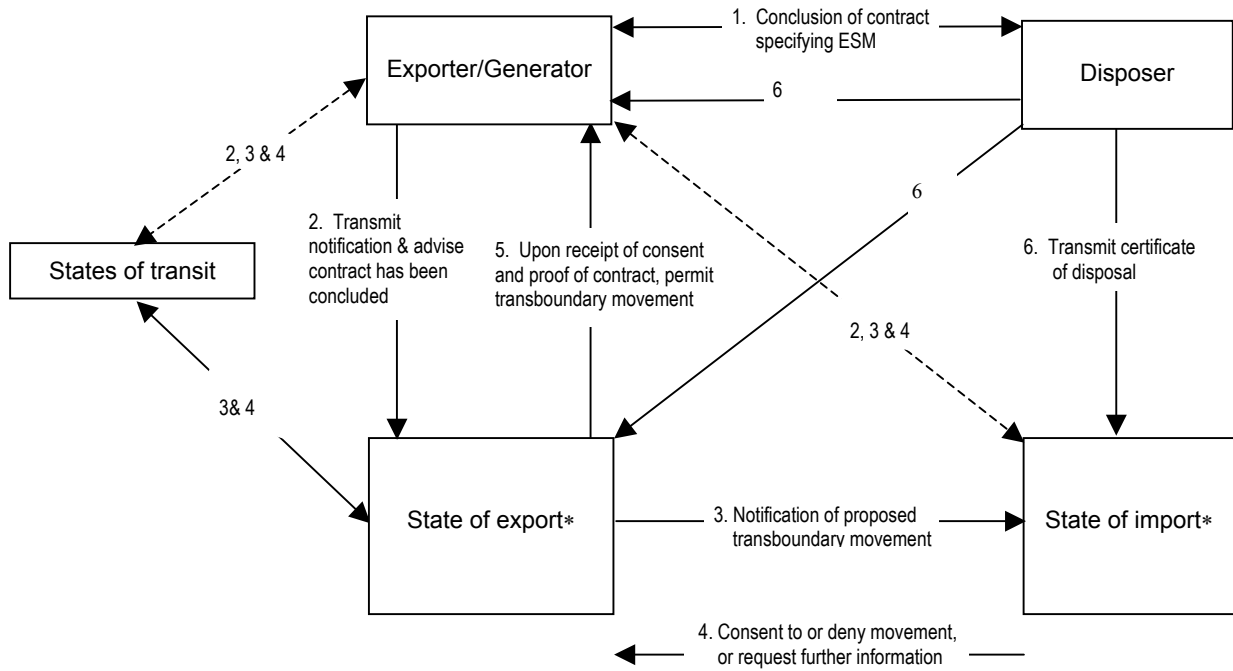 1. Conclusion of contract
specifying ESM
Exporter/Generator
Disposer
6
2, 3 & 4
6
2. Transmit
notification & advise
contract has been
concluded
5. Upon receipt of consent
and proof of contract, permit
transboundary movement
6. Transmit certificate
of disposal
States of transit
2, 3 & 4
3& 4
State of export*
3. Notification of proposed
transboundary movement
State of import*
4. Consent to or deny movement,
or request further information